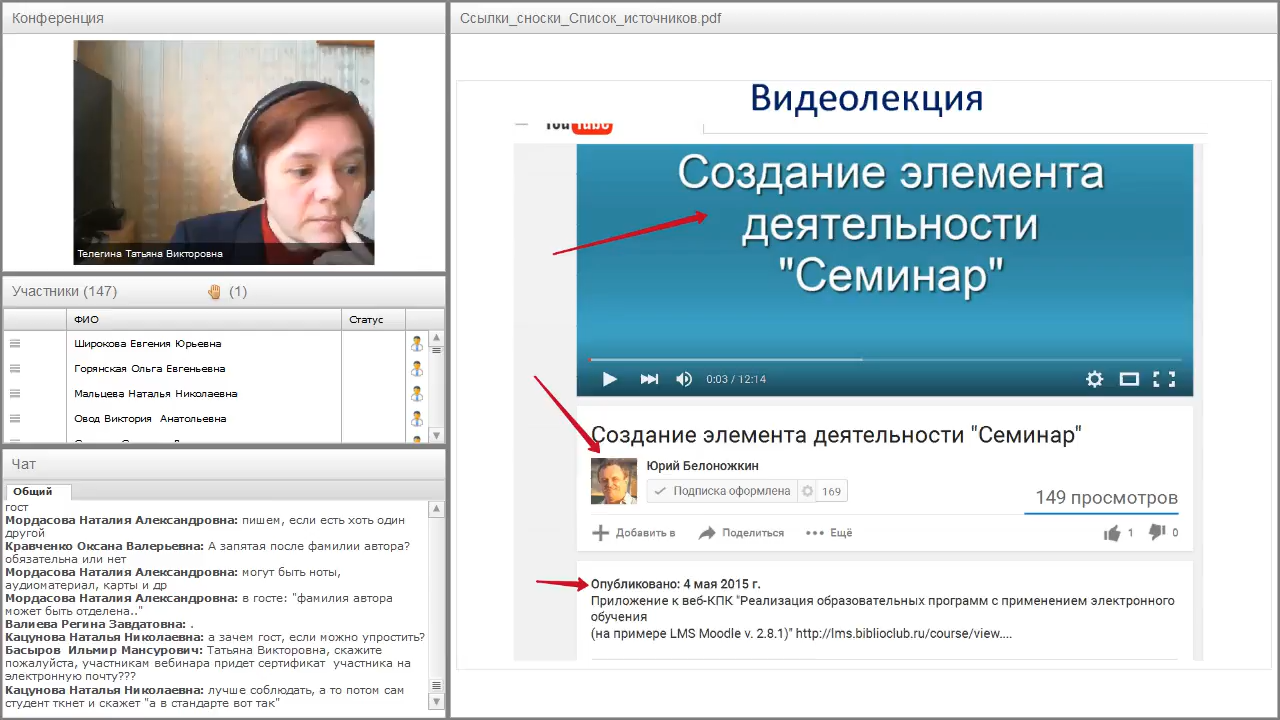 Конференция
Телегина Татьяна Викторовна
Участники (147)
(1)
ФИО
Статус
Широкова Евгения Юрьевна
Горянская Ольга Евгеньевна
Мальцева Наталья Николаевна
Овод Виктория Анатольевна
Чат
Общий
гост
Мордасова Наталия Александровна: пишем, если есть хоть один
другой
Кравченко Оксана Валерьевна: А запятая после фамилии автора?
обязательна или нет
Мордасова Наталия Александровна: могут быть ноты,
аудиоматериал, карты и др
Мордасова Наталия Александровна: в госте: "фамилия автора
может быть отделена.."
Валиева Регина Завдатовна: .
Кацунова Наталья Николаевна: а зачем гост, если можно упростить?
Басыров Ильмир Мансурович: Татьяна Викторовна, скажите
пожалуйста, участникам вебинара придет сертификат участника на
электронную почту???
Кацунова Наталья Николаевна: лучше соблюдать, а то потом сам
студент ткнет и скажет "а в стандарте вот так"
Ссылки_сноски_Список_источников.pdf
Видеолекция
YouTube
Создание элемента
деятельности
"Семинар"
0:03 / 12:14
Создание элемента деятельности "Семинар"
Юрий Белоножкин
Подписка оформлена
169
149 просмотров
Добавить в
Поделиться
Ещё
1
0
Опубликовано: 4 мая 2015 г.
Приложение к веб-КПК "Реализация образовательных программ с применением электронного
обучения
(на примере LMS Moodle v. 2.8.1)" http://lms.biblioclub.ru/course/view....